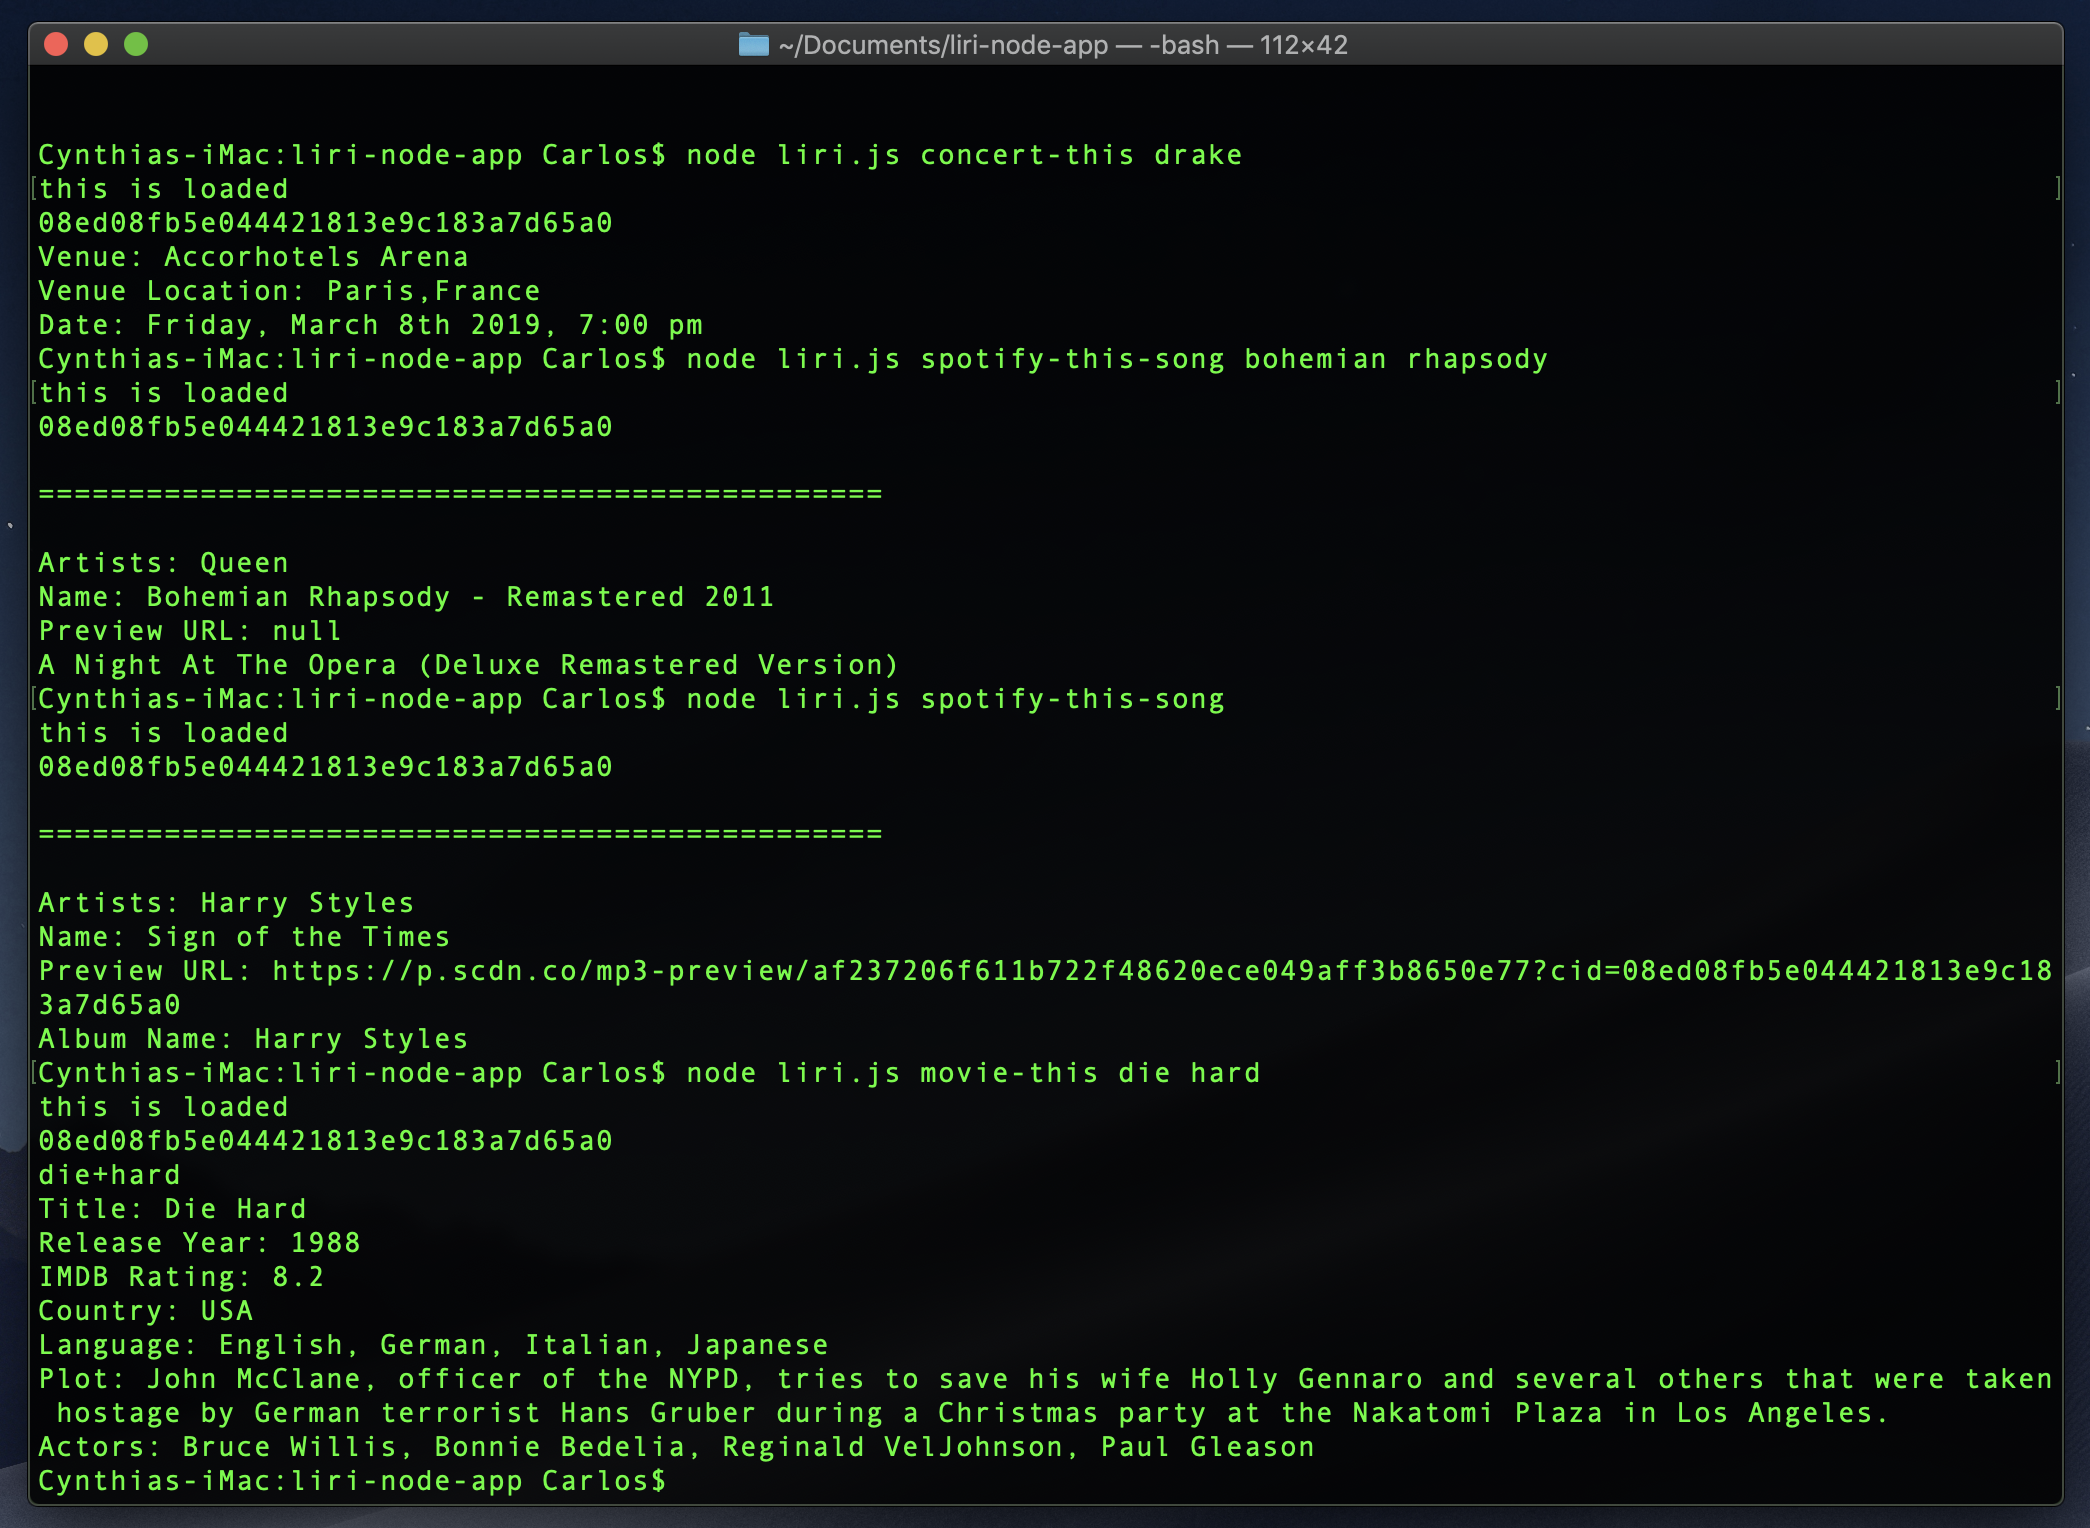 ~/Documents/liri-node-app — -bash — 112×42
Cynthias-iMac:liri-node-app Carlos$ node liri.js concert-this drake
[this is loaded ]
08ed08fb5e044421813e9c183a7d65a0
Venue: Accorhotels Arena
Venue Location: Paris,France
Date: Friday, March 8th 2019, 7:00 pm
Cynthias-iMac:liri-node-app Carlos$ node liri.js spotify-this-song bohemian rhapsody
[this is loaded ]
08ed08fb5e044421813e9c183a7d65a0
===============================================
Artists: Queen
Name: Bohemian Rhapsody - Remastered 2011
Preview URL: null
A Night At The Opera (Deluxe Remastered Version)
[Cynthias-iMac:liri-node-app Carlos$ node liri.js spotify-this-song ]
this is loaded
08ed08fb5e044421813e9c183a7d65a0
===============================================
Artists: Harry Styles
Name: Sign of the Times
Preview URL: https://p.scdn.co/mp3-preview/af237206f611b722f48620ece049aff3b8650e77?cid=08ed08fb5e044421813e9c18
3a7d65a0
Album Name: Harry Styles
[Cynthias-iMac:liri-node-app Carlos$ node liri.js movie-this die hard ]
this is loaded
08ed08fb5e044421813e9c183a7d65a0
die+hard
Title: Die Hard
Release Year: 1988
IMDB Rating: 8.2
Country: USA
Language: English, German, Italian, Japanese
Plot: John McClane, officer of the NYPD, tries to save his wife Holly Gennaro and several others that were taken
hostage by German terrorist Hans Gruber during a Christmas party at the Nakatomi Plaza in Los Angeles.
Actors: Bruce Willis, Bonnie Bedelia, Reginald VelJohnson, Paul Gleason
Cynthias-iMac:liri-node-app Carlos$